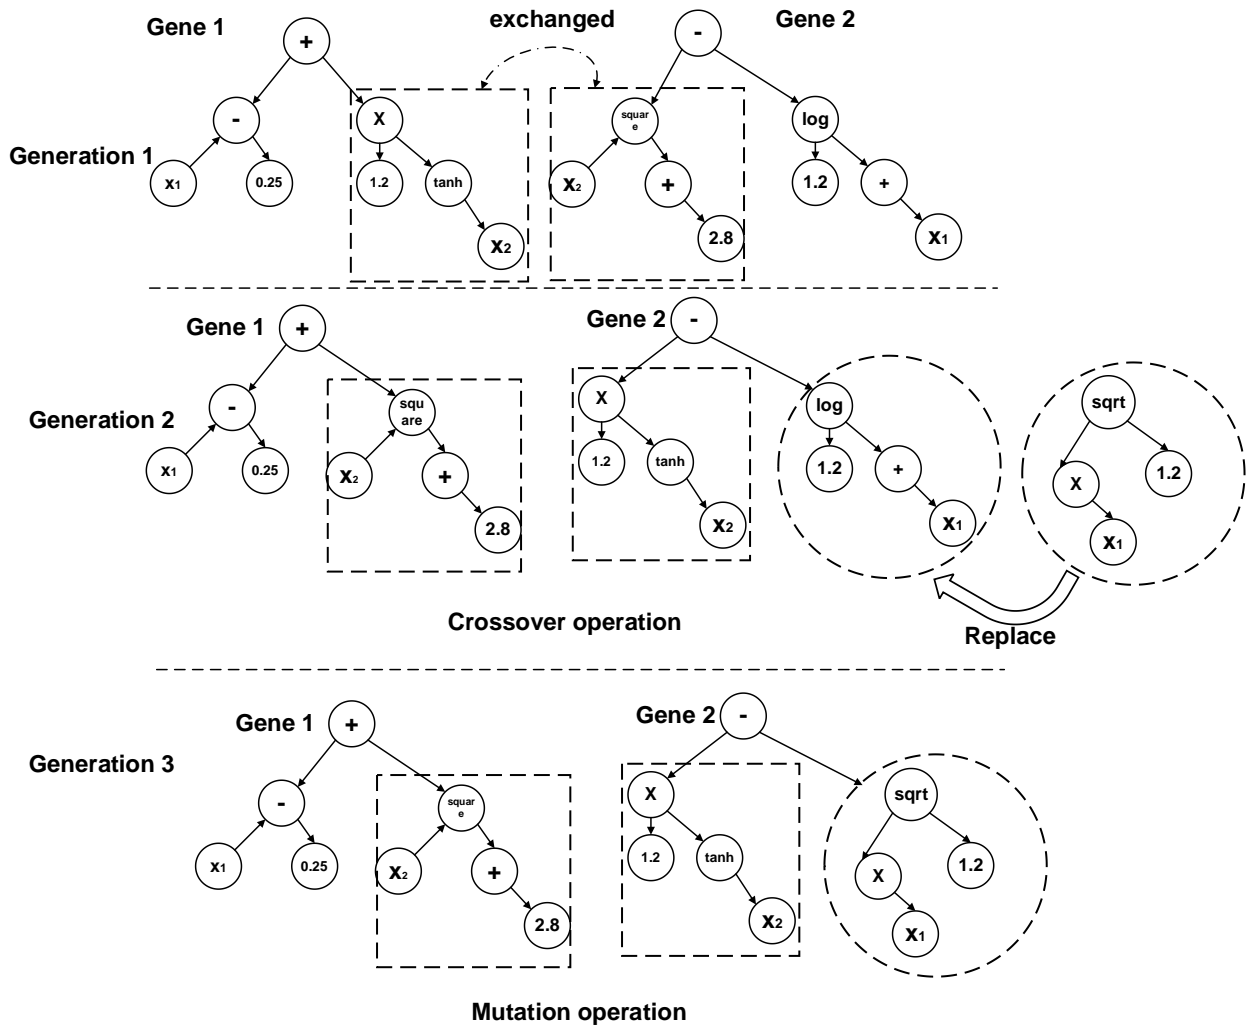 Gene 1
exchanged
Gene 2
+
-
-
X
squar
e
log
Generation 1
x1
0.25
1.2
tanh
x2
+
1.2
+
x2
2.8
x1
Gene 1
+
Gene 2
-
Generation 2
-
squ
are
X
log
sqrt
x1
0.25
x2
+
1.2
tanh
1.2
+
X
1.2
2.8
x2
x1
x1
Crossover operation
Replace
Gene 1
+
Gene 2
-
Generation 3
-
squar
e
X
sqrt
x1
0.25
x2
+
1.2
tanh
X
1.2
2.8
x2
x1
Mutation operation